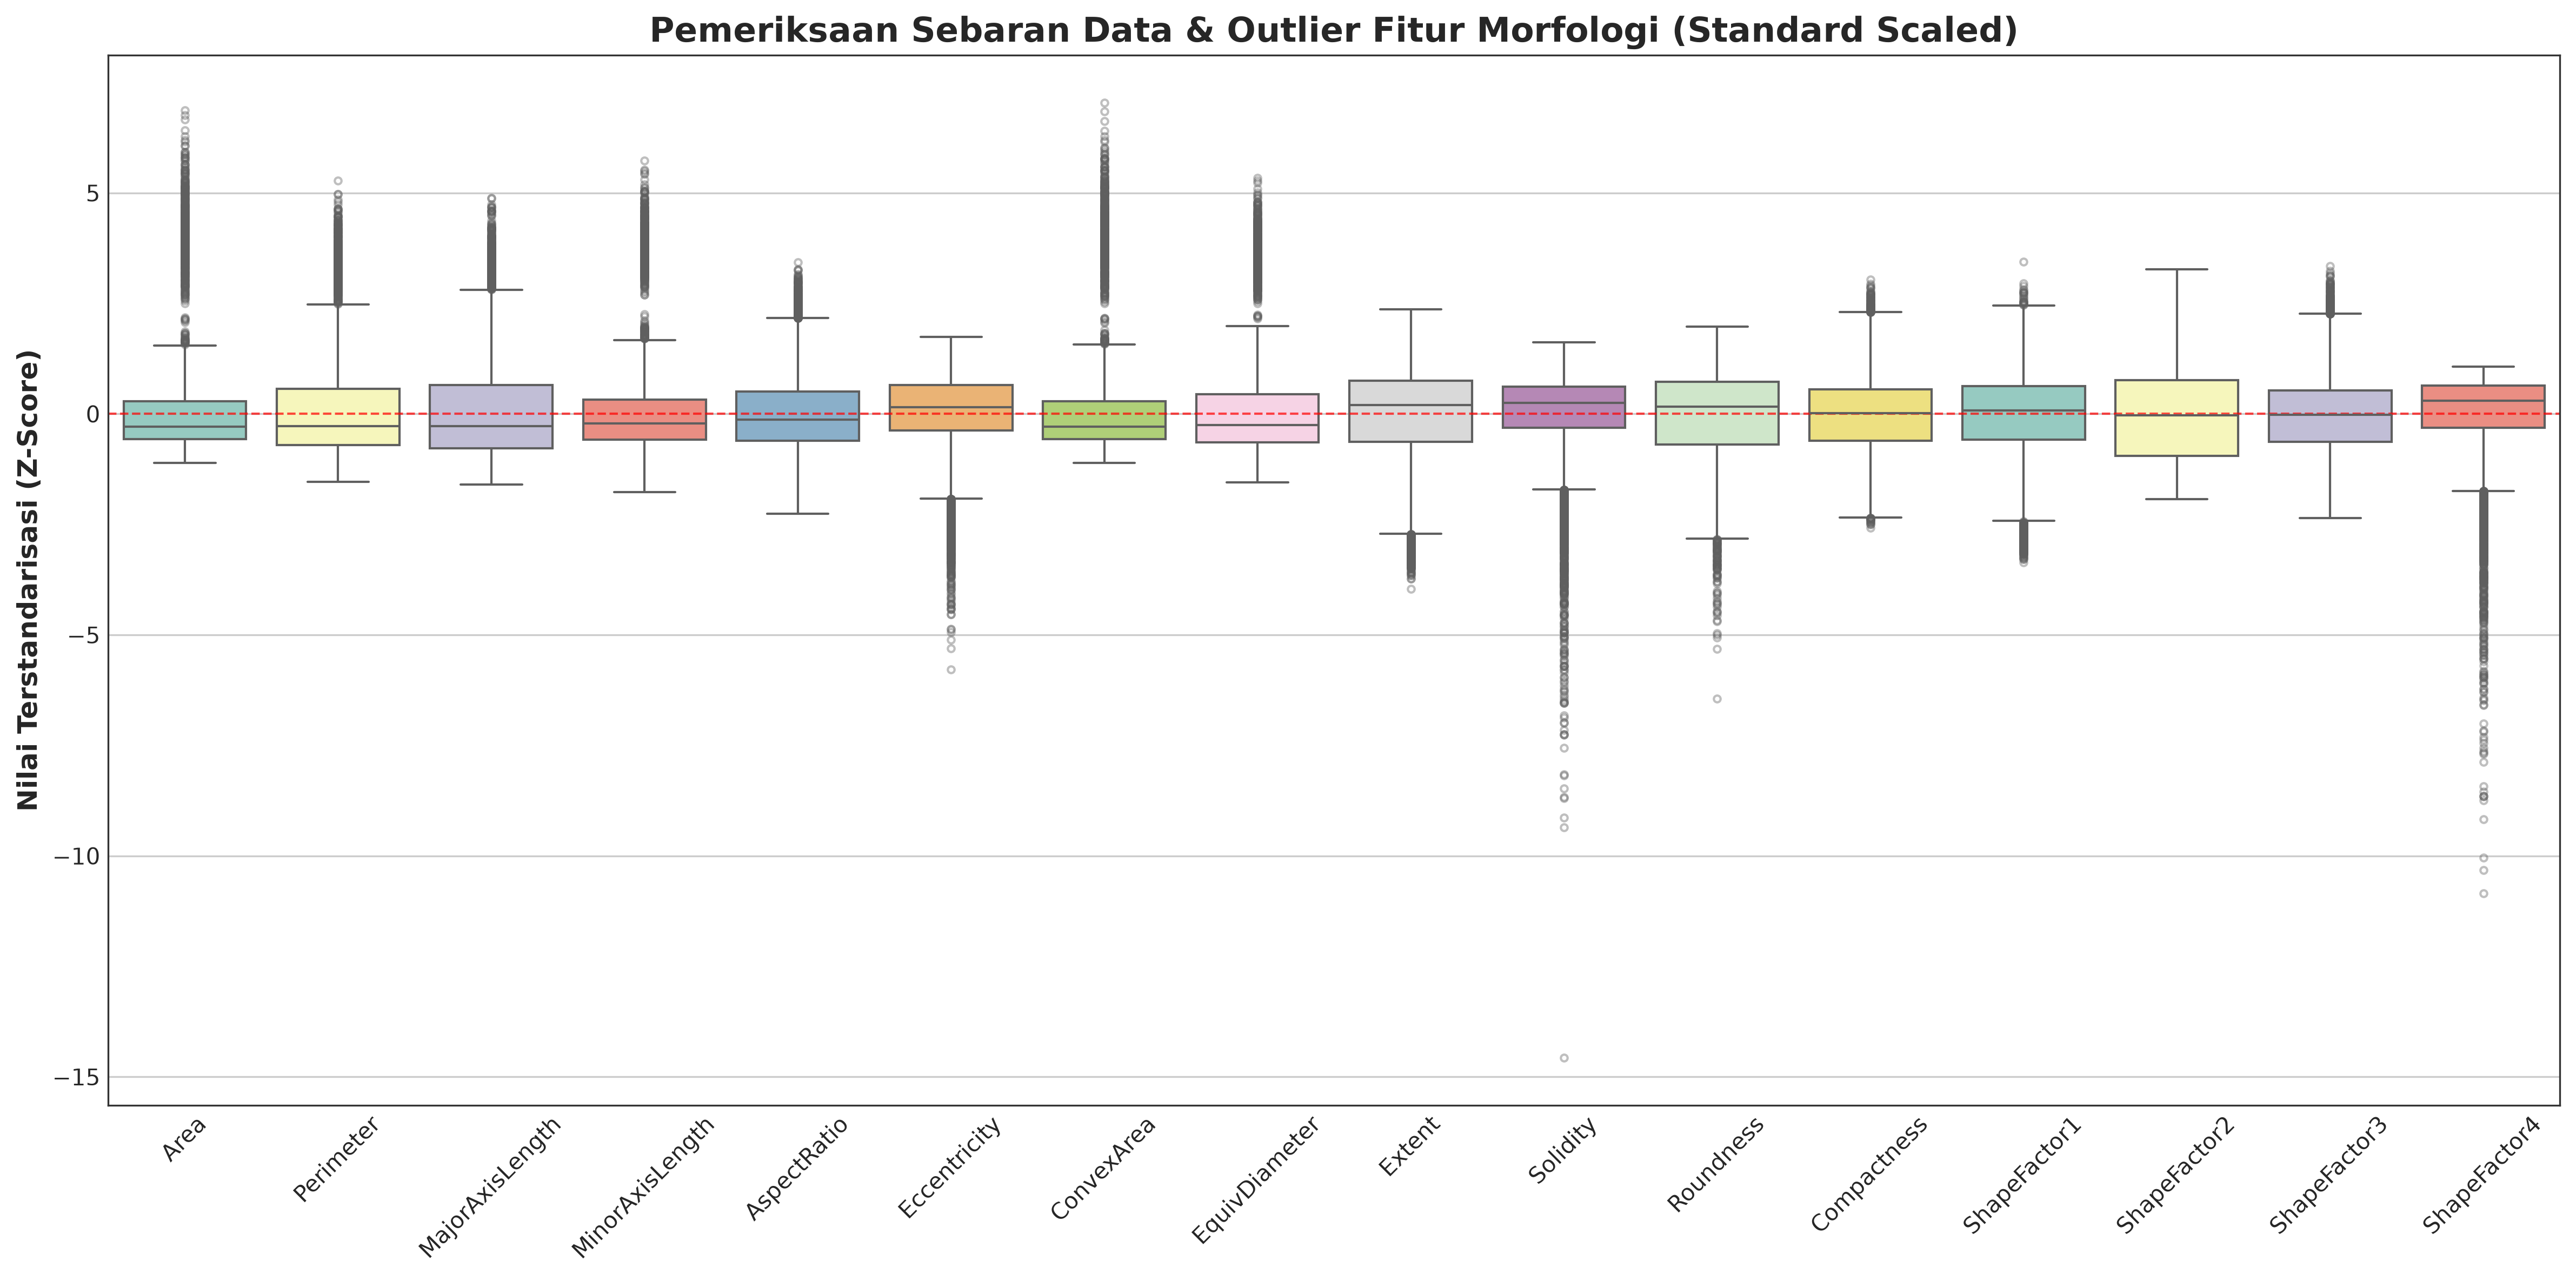 Pemeriksaan Sebaran Data & Outlier Fitur Morfologi (Standard Scaled)
Nilai Terstandarisasi (Z-Score)
5
0
−5
−10
−15
Area
Perimeter
MajorAxisLength
MinorAxisLength
AspectRatio
Eccentricity
ConvexArea
EquivDiameter
Extent
Solidity
Roundness
Compactness
ShapeFactor1
ShapeFactor2
ShapeFactor3
ShapeFactor4